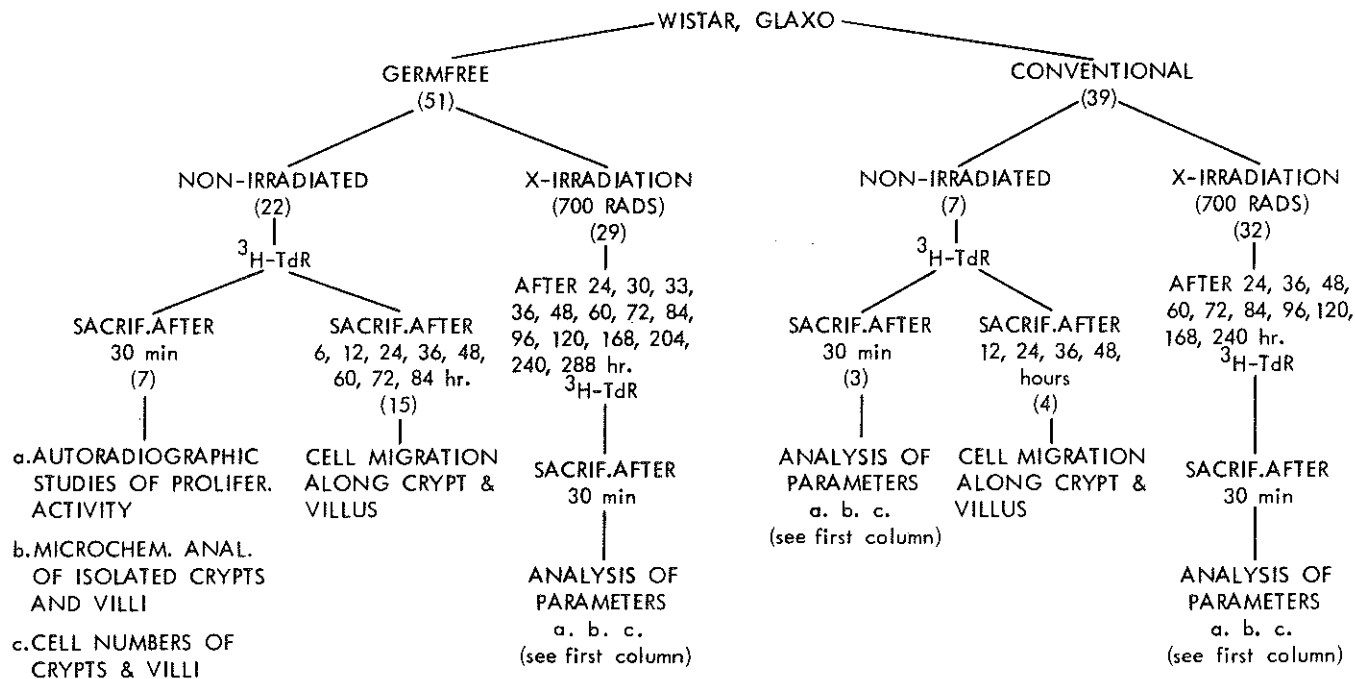 WISTAR, GLAXO
GERMFREE
(51)
NON-IRRADIATED
(22)
³H-TdR
SACRIF.AFTER
30 min
(7)
a.AUTORADIOGRAPHIC
STUDIES OF PROLIFER.
ACTIVITY
b.MICROCHEM. ANAL.
OF ISOLATED CRYPTS
AND VILLI
c.CELL NUMBERS OF
CRYPTS & VILLI
SACRIF.AFTER
6, 12, 24, 36, 48,
60, 72, 84 hr.
(15)
CELL MIGRATION
ALONG CRYPT &
VILLUS
X-IRRADIATION
(700 RADS)
(29)
AFTER 24, 30, 33,
36, 48, 60, 72, 84,
96, 120, 168, 204,
240, 288 hr.
³H-TdR
SACRIF.AFTER
30 min
ANALYSIS OF
PARAMETERS
a. b. c.
(see first column)
CONVENTIONAL
(39)
NON-IRRADIATED
(7)
³H-TdR
SACRIF.AFTER
30 min
(3)
ANALYSIS OF
PARAMETERS
a. b. c.
(see first column)
SACRIF.AFTER
12, 24, 36, 48,
hours
(4)
CELL MIGRATION
ALONG CRYPT &
VILLUS
X-IRRADIATION
(700 RADS)
(32)
AFTER 24, 36, 48,
60, 72, 84, 96,120,
168, 240 hr.
³H-TdR
SACRIF.AFTER
30 min
ANALYSIS OF
PARAMETERS
a. b. c.
(see first column)